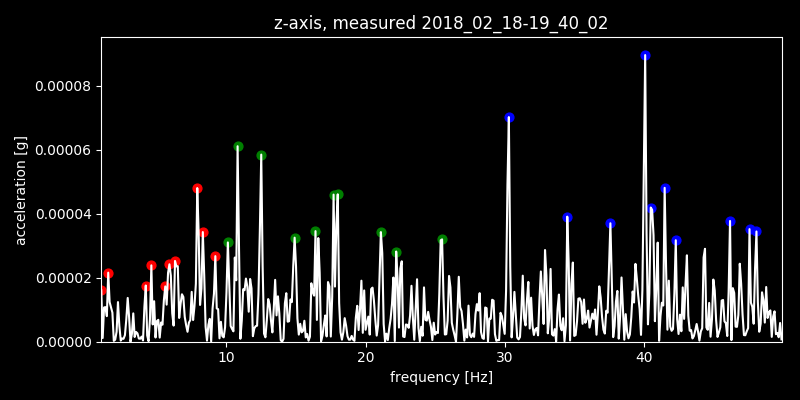 z-axis, measured 2018_02_18-19_40_02
0.00008
0.00006
0.00004
0.00002
0.00000
acceleration [g]
10 20 30 40
frequency [Hz]